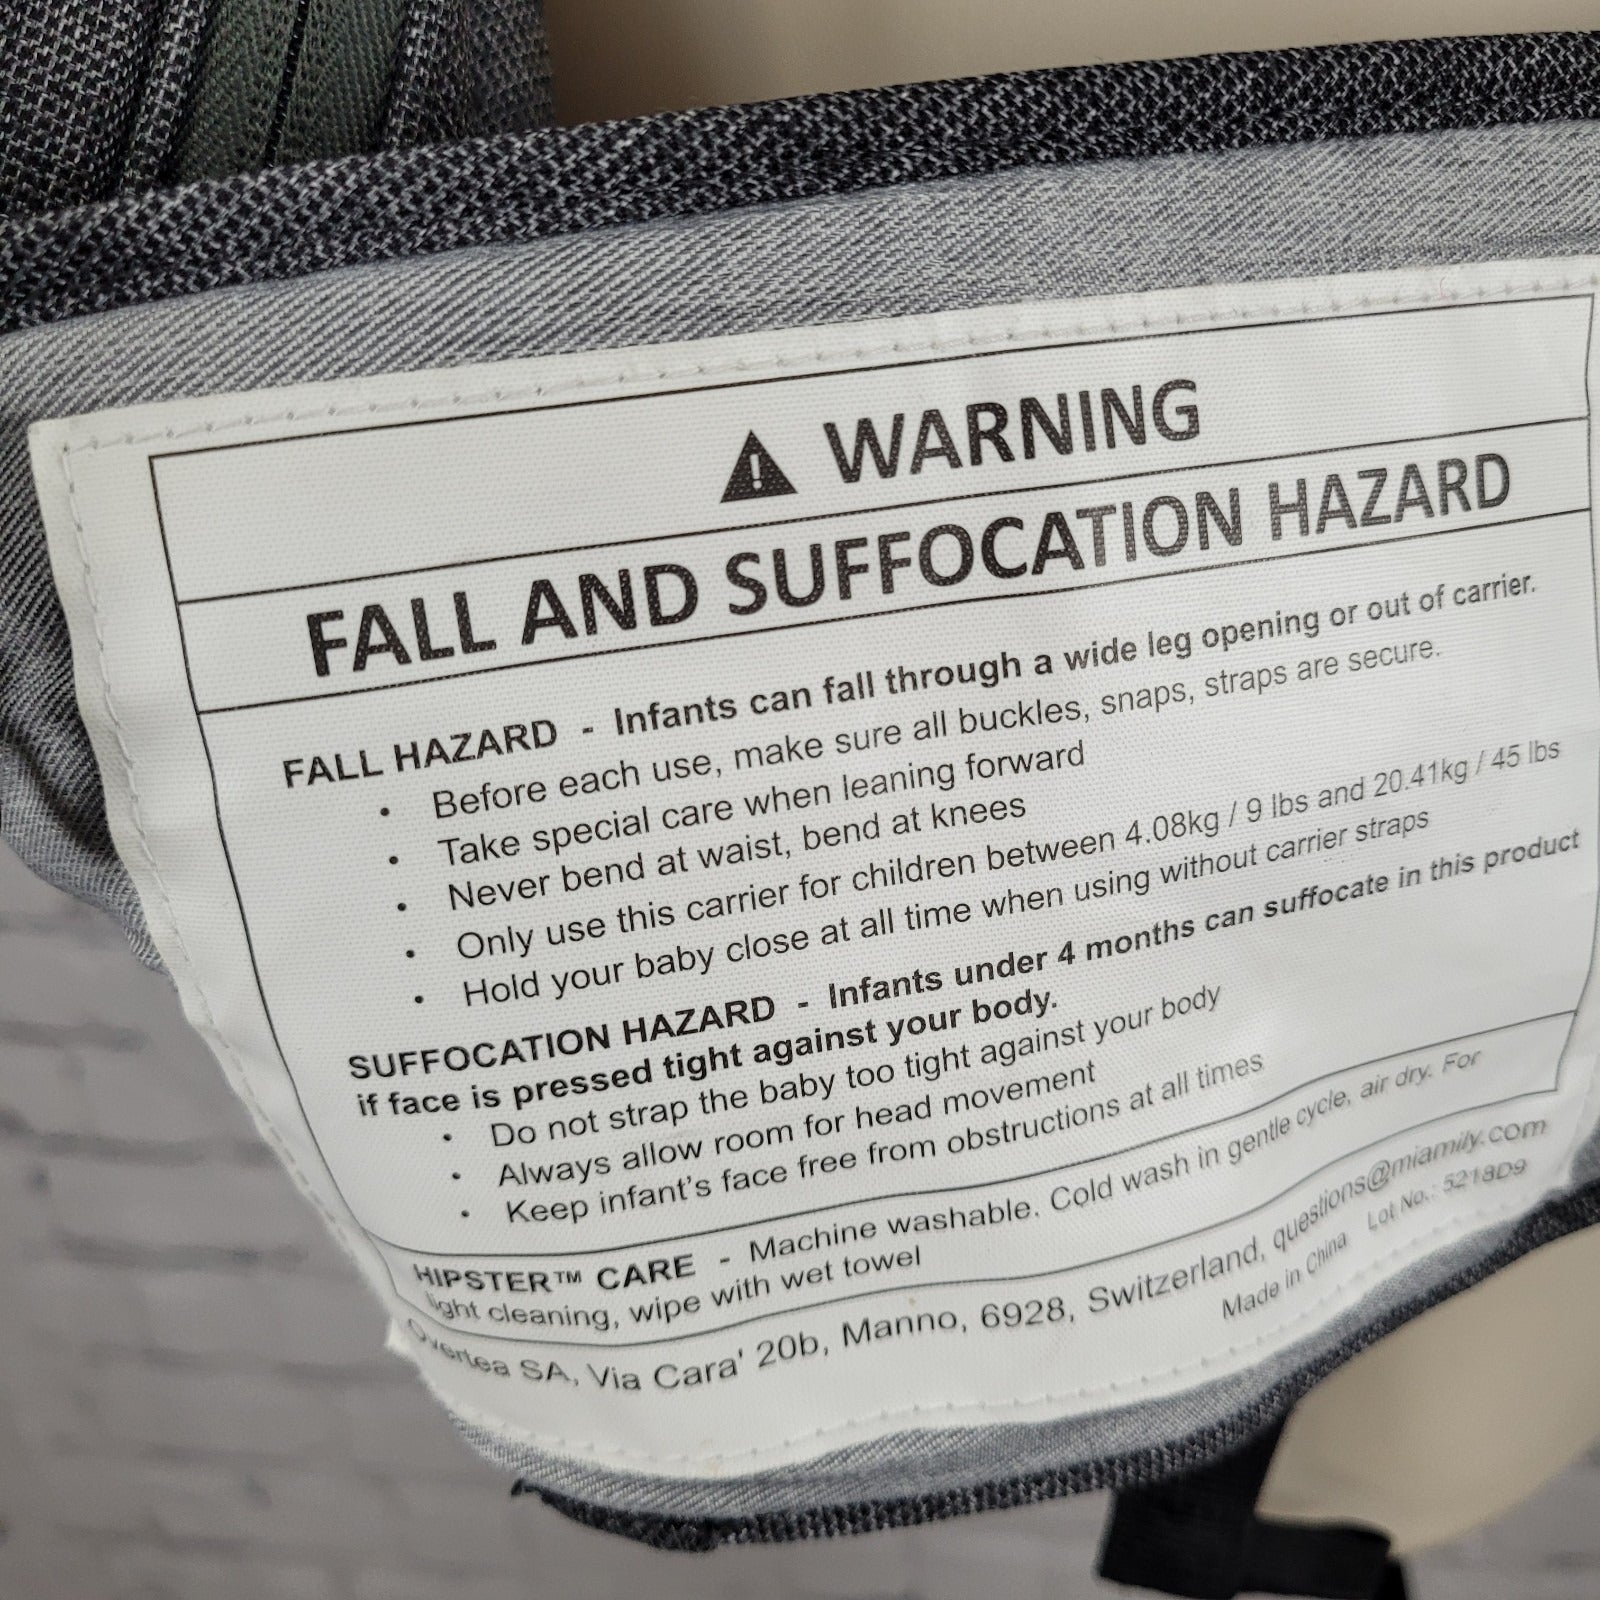 WARNING
FALL AND SUFFOCATION HAZARD
FALL HAZARD - Infants can fall through a wide leg opening or out of carrier.
• Before each use, make sure all buckles, snaps, straps are secure.
• Take special care when leaning forward
• Never bend at waist, bend at knees
• Only use this carrier for children between 4.08kg / 9 lbs and 20.41kg / 45 lbs
• Hold your baby close at all time when using without carrier straps
SUFFOCATION HAZARD - Infants under 4 months can suffocate in this product
if face is pressed tight against your body.
• Do not strap the baby too tight against your body
• Always allow room for head movement
• Keep infant's face free from obstructions at all times
HIPSTER™ CARE - Machine washable. Cold wash in gentle cycle, air dry. For
light cleaning, wipe with wet towel
Overtea SA, Via Cara' 20b, Manno, 6928, Switzerland, questions@miamily.com
Made in China Lot No.: 5218D9